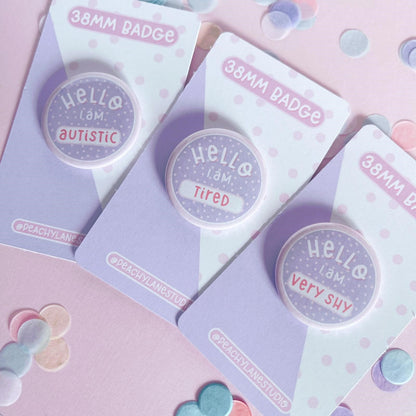 38MM BADGE
HELLO
i am
AUTISTIC
@PEACHYLANESTUDIO
38MM BADGE
HELLO
i am
TIRED
@PEACHYLANESTUDIO
38MM BADGE
HELLO
i am
VERY SHY
@PEACHYLANESTUDIO